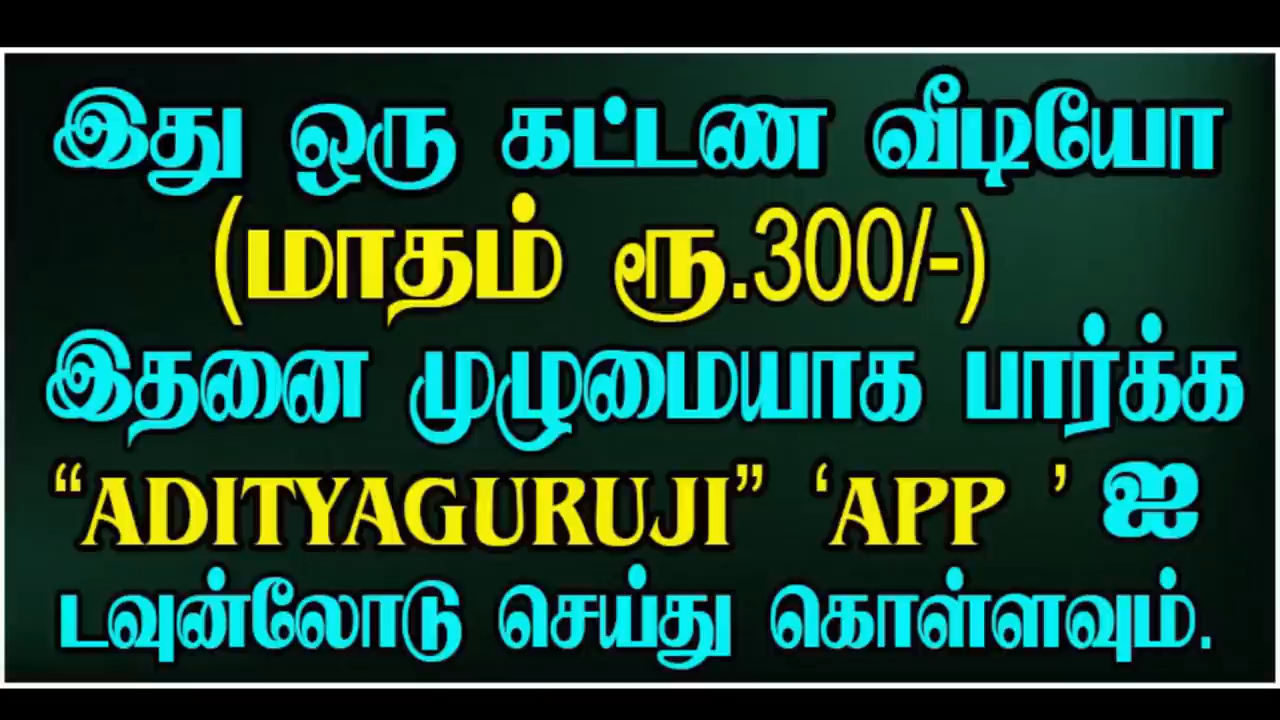 இது ஒரு கட்டண வீடியோ
(மாதம் ரூ.300/-)
இதனை முழுமையாக பார்க்க
“ADITYAGURUJI” ‘APP ’ ஐ
டவுன்லோடு செய்து கொள்ளவும்.